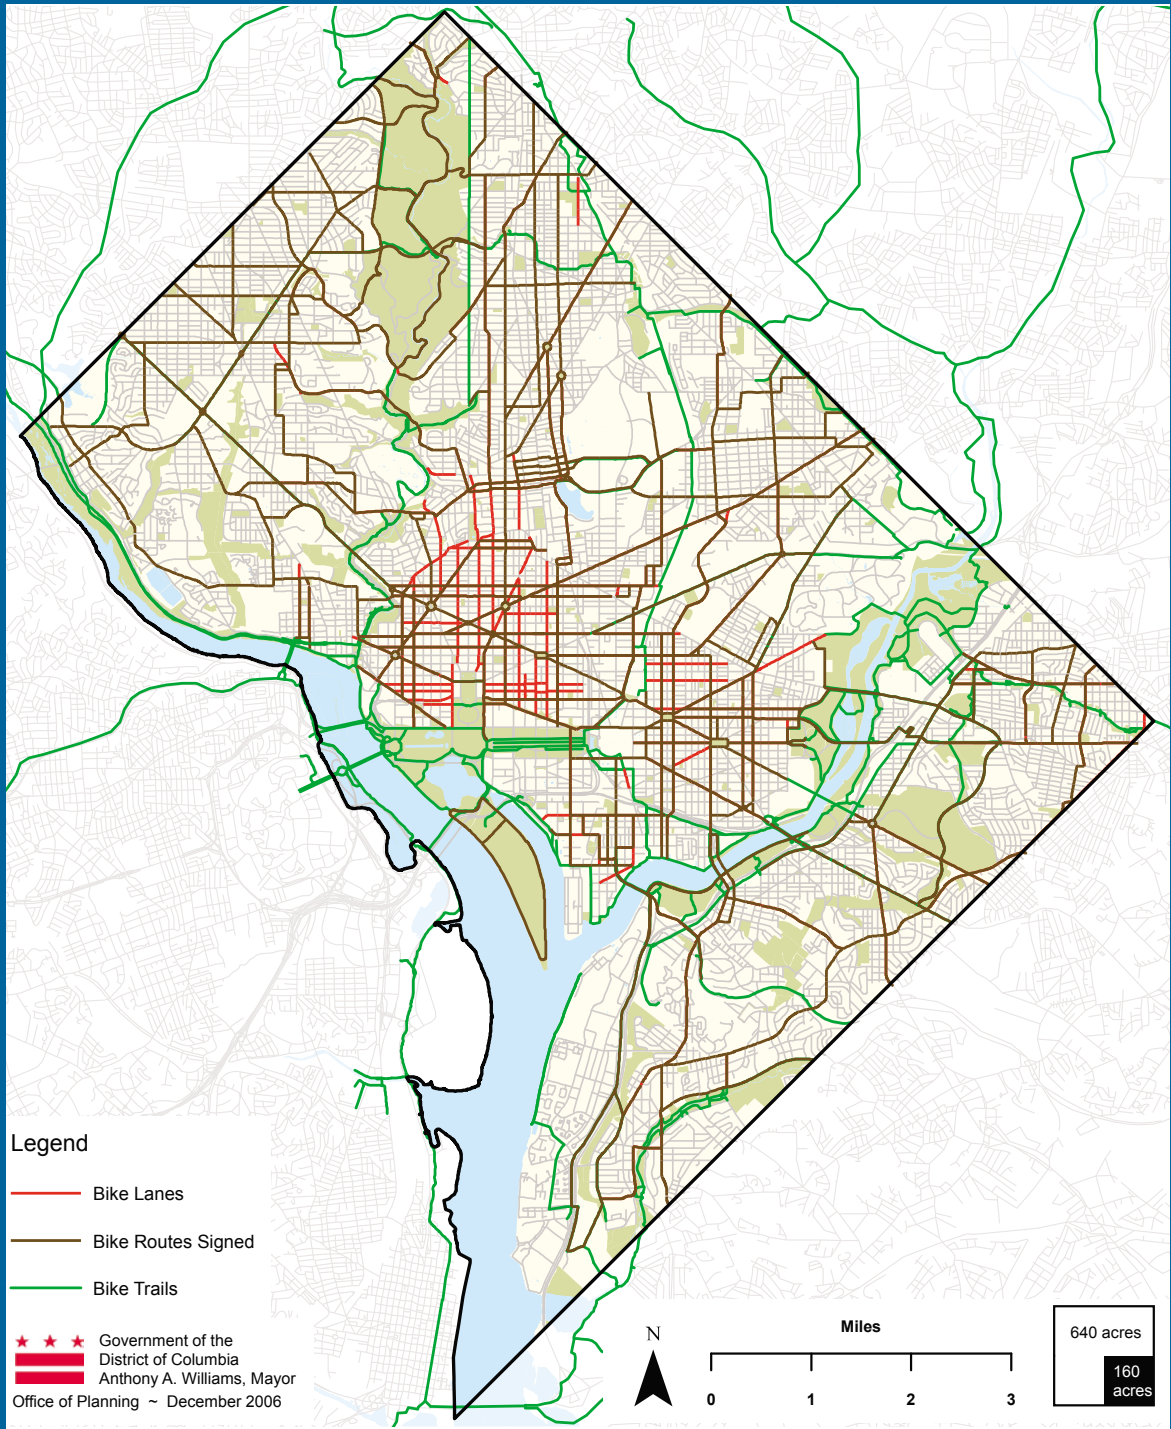 Legend
Bike Lanes
Bike Routes Signed
Bike Trails
Government of the
District of Columbia
Anthony A. Williams, Mayor
Office of Planning ~ December 2006
N
Miles
0 1 2 3
640 acres
160
acres